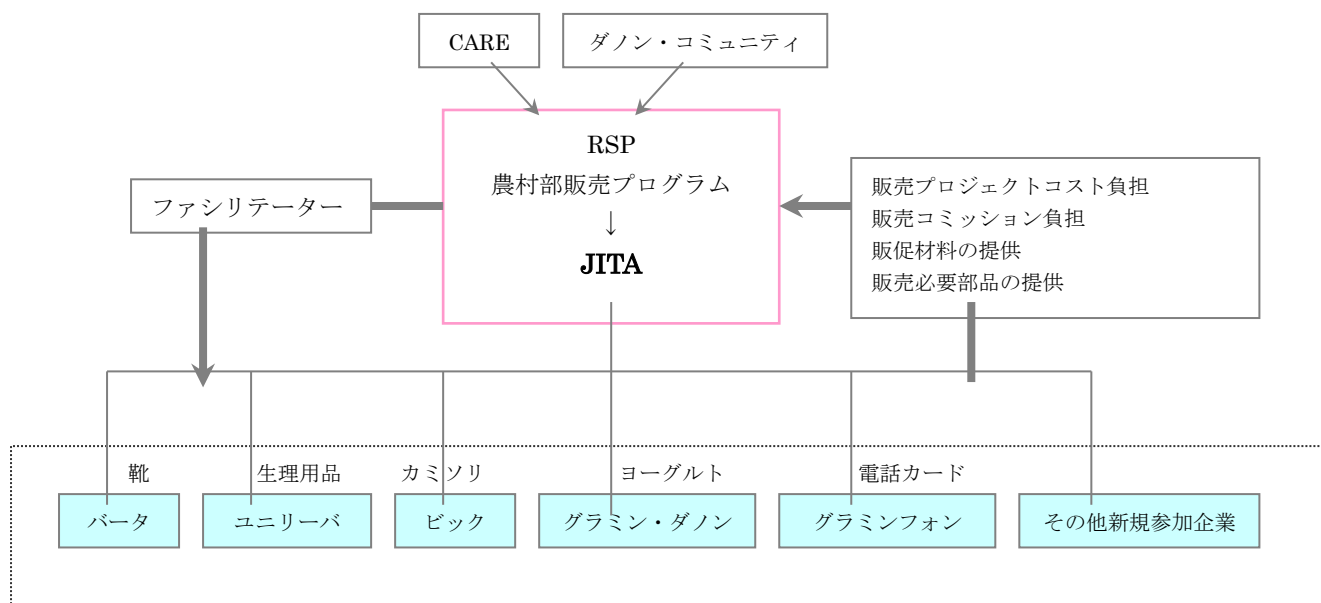 CARE
ダノン・コミュニティ
RSP
農村部販売プログラム
↓
JITA
ファシリテーター
販売プロジェクトコスト負担
販売コミッション負担
販促材料の提供
販売必要部品の提供
靴
生理用品
カミソリ
ヨーグルト
電話カード
バータ
ユニリーバ
ビック
グラミン・ダノン
グラミンフォン
その他新規参加企業